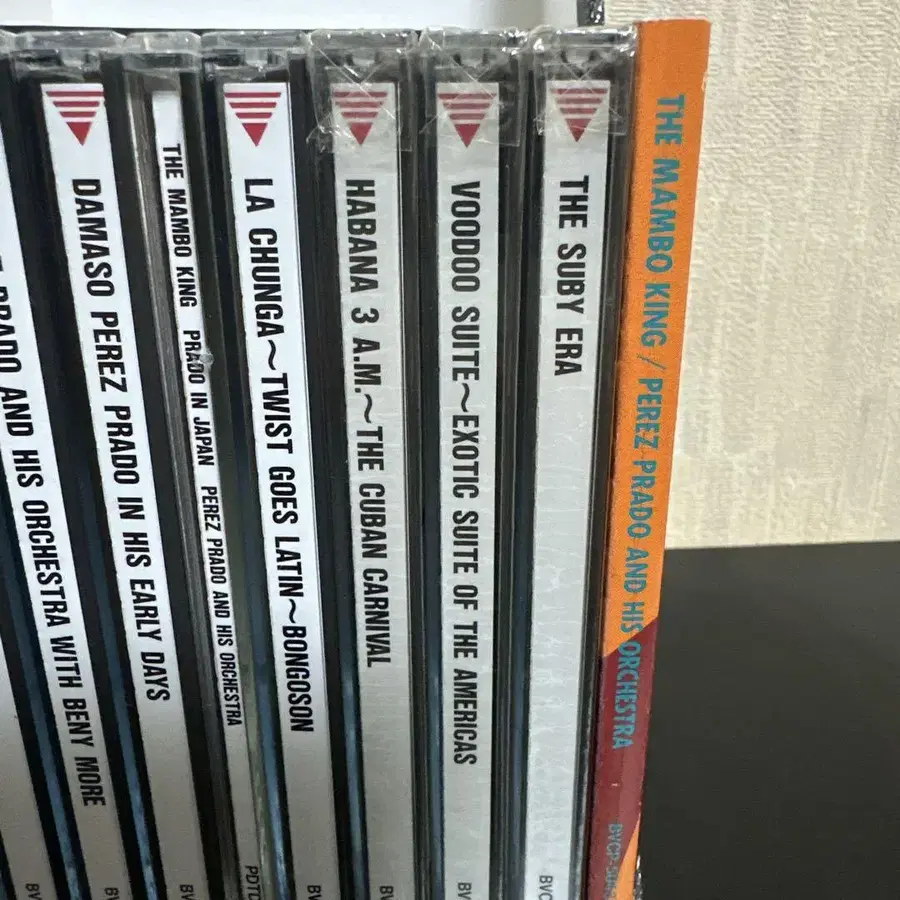 PRADO AND HIS ORCHESTRA WITH BENY MORE
DAMASO PEREZ PRADO IN HIS EARLY DAYS
THE MAMBO KING PRADO IN JAPAN PEREZ PRADO AND HIS ORCHESTRA
LA CHUNGA~TWIST GOES LATIN~BONGOSON
HABANA 3 A.M.~THE CUBAN CARNIVAL
VOODOO SUITE~EXOTIC SUITE OF THE AMERICAS
THE SUBY ERA
THE MAMBO KING / PEREZ PRADO AND HIS ORCHESTRA